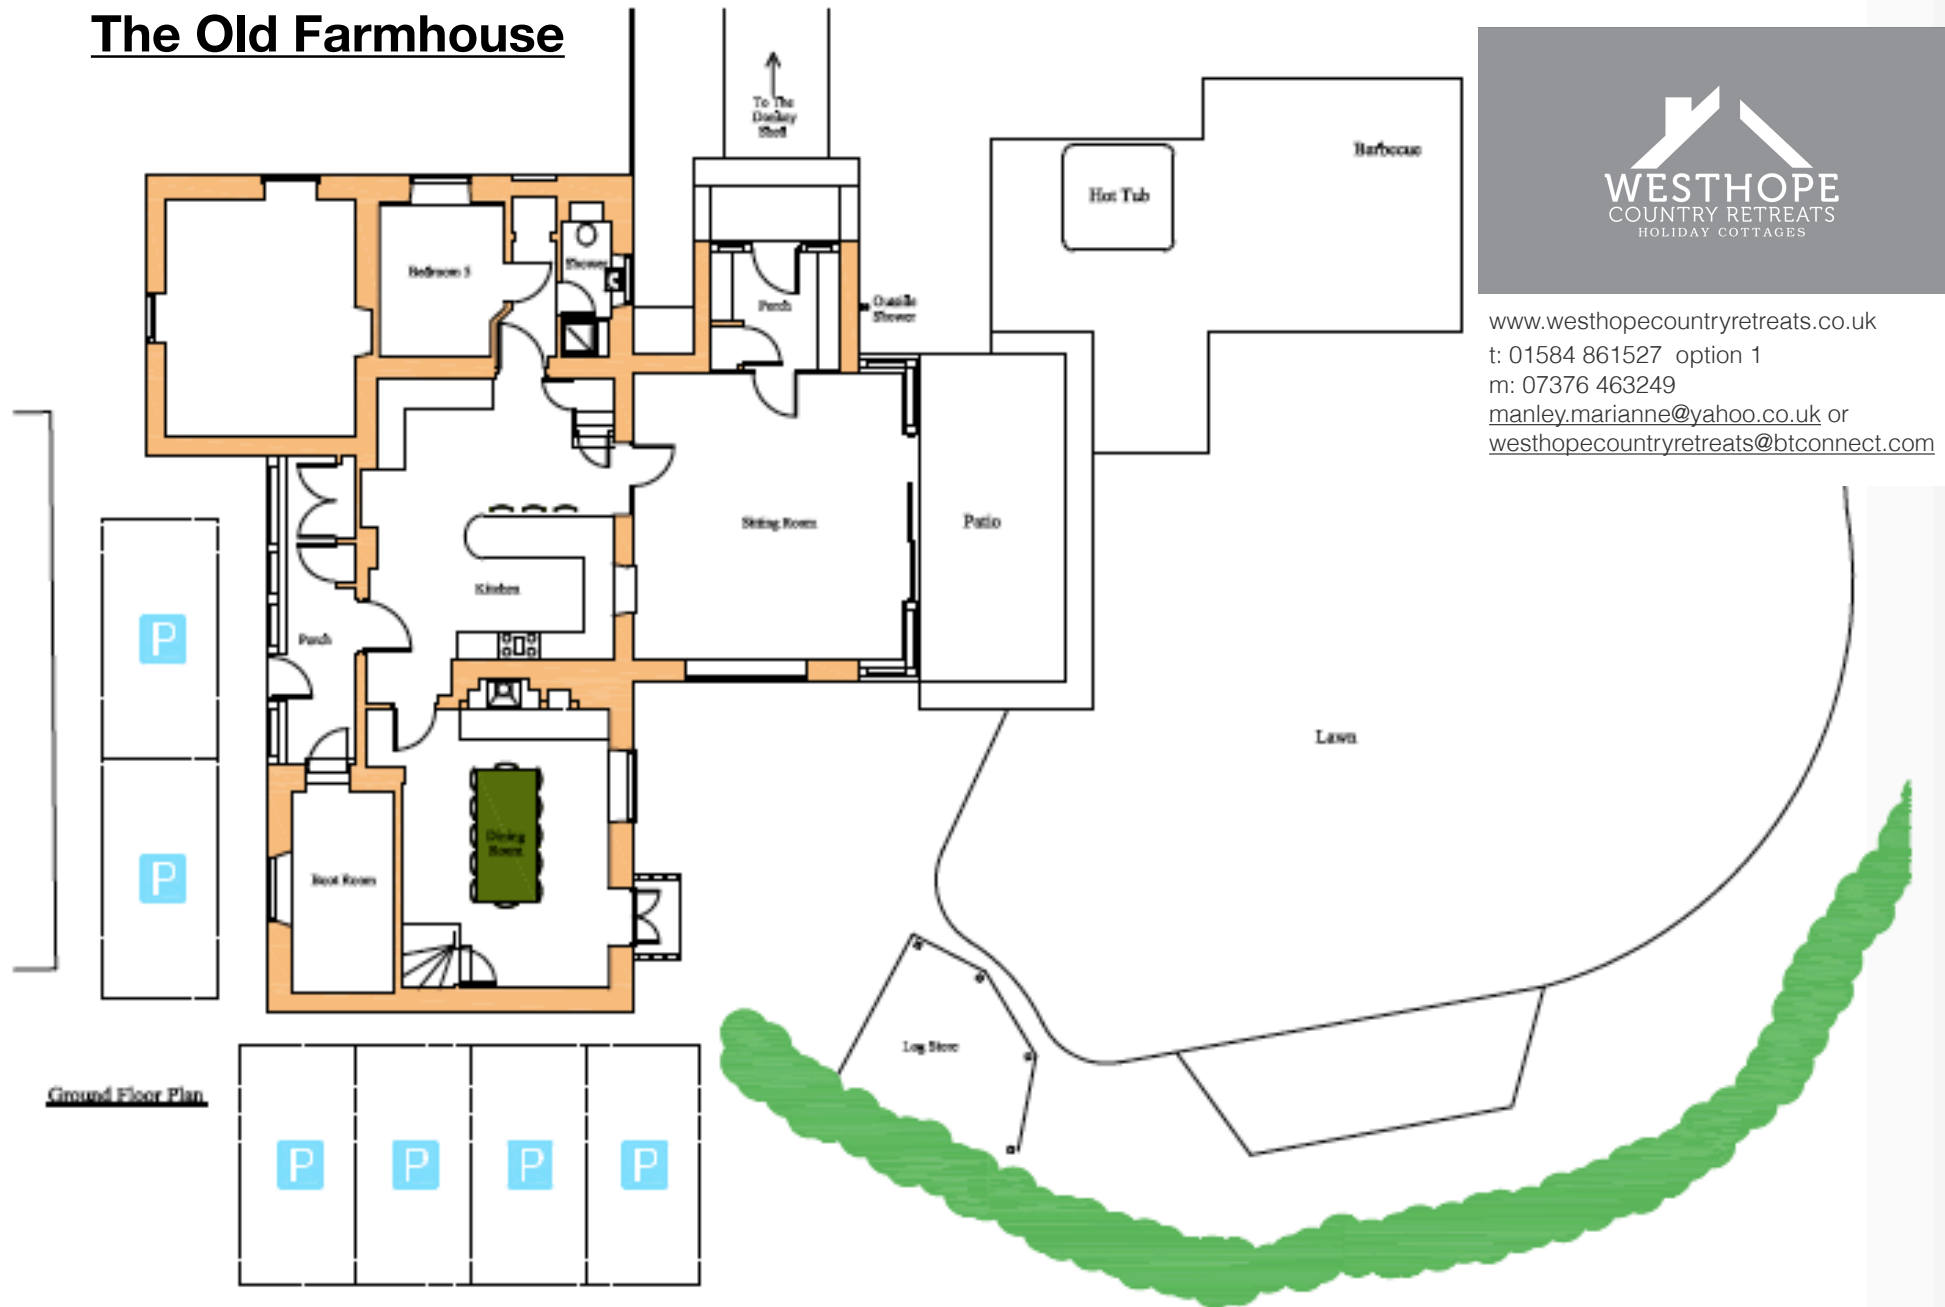 The Old Farmhouse
To The
Donkey
Shed
Barbecue
Hot Tub
WESTHOPE
COUNTRY RETREATS
HOLIDAY COTTAGES
www.westhopecountryretreats.co.uk
t: 01584 861527 option 1
m: 07376 463249
manley.marianne@yahoo.co.uk or
westhopecountryretreats@btconnect.com
Bedroom 5
Shower
Porch
Outside
Shower
Sitting Room
Patio
Kitchen
Porch
Lawn
Dining
Room
Boot Room
P
P
Log Store
Ground Floor Plan
P
P
P
P